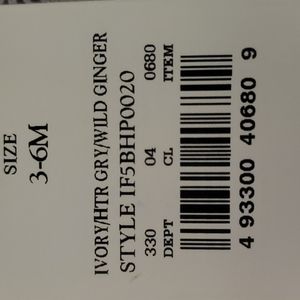 SIZE
3-6M
IVORY/HTR GRY/WILD GINGER
STYLE IF5BHP0020
330 04 0680
DEPT CL ITEM
4 93300 40680 9